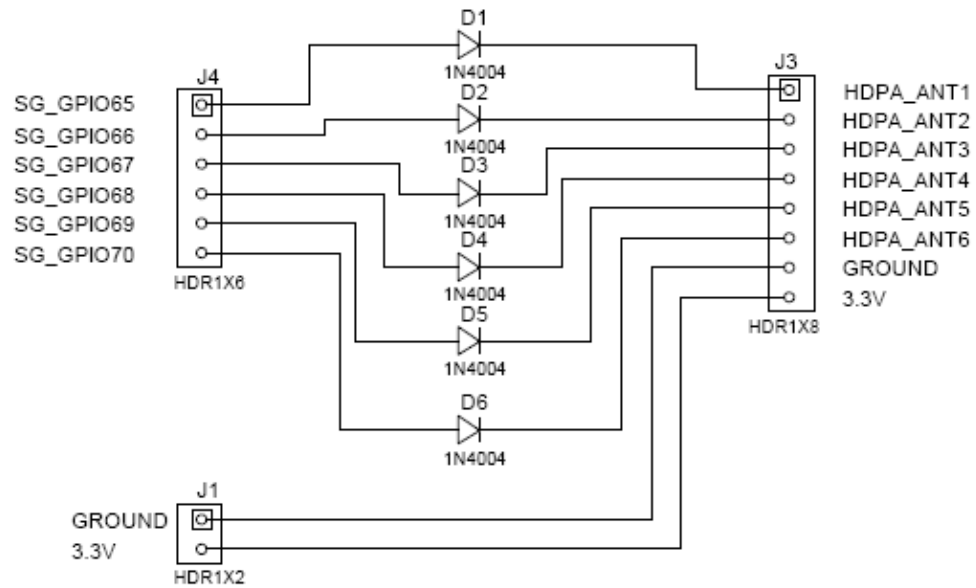 D1
1N4004
J4
J3
SG_GPIO65
SG_GPIO66
SG_GPIO67
SG_GPIO68
SG_GPIO69
SG_GPIO70
HDR1X6
D2
1N4004
D3
1N4004
D4
1N4004
D5
1N4004
D6
1N4004
HDPA_ANT1
HDPA_ANT2
HDPA_ANT3
HDPA_ANT4
HDPA_ANT5
HDPA_ANT6
GROUND
3.3V
HDR1X8
J1
GROUND
3.3V
HDR1X2